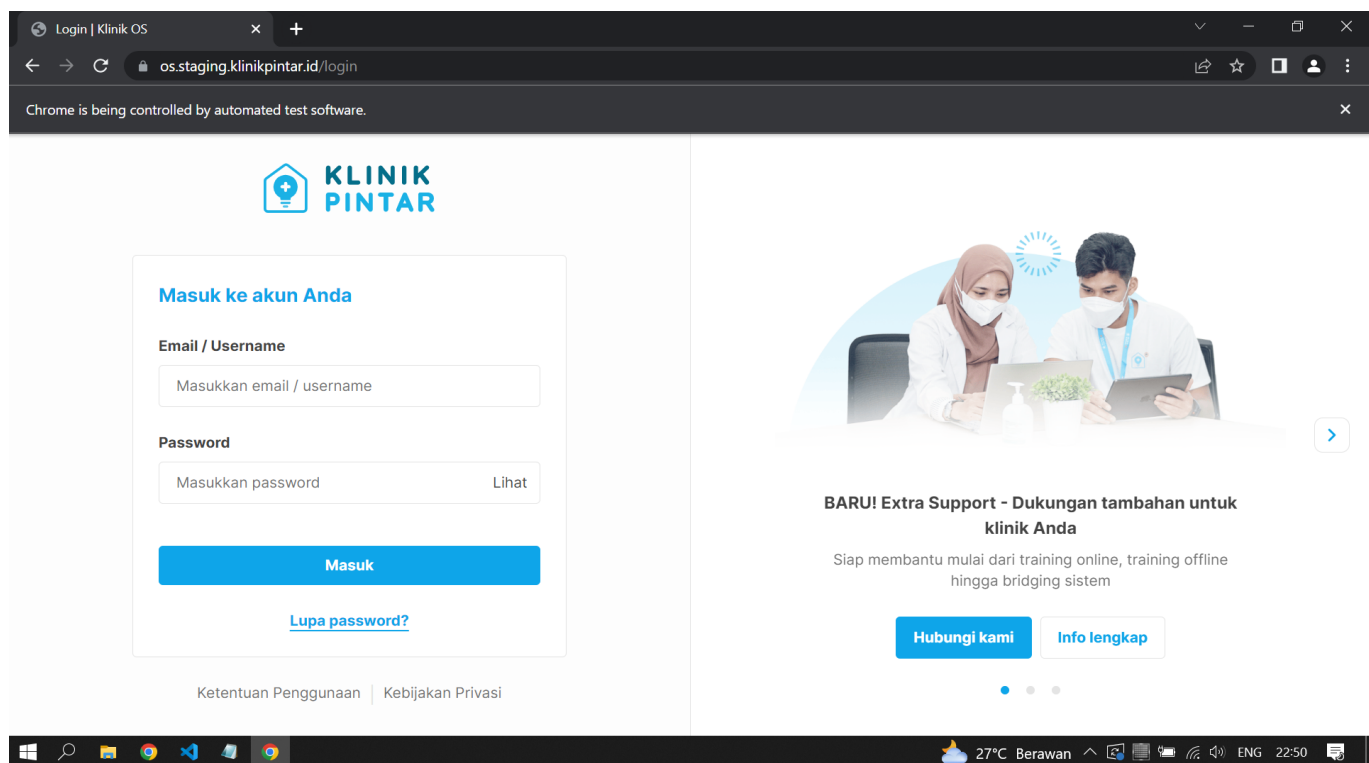 Login | Klinik OS
os.staging.klinikpintar.id/login
Chrome is being controlled by automated test software.
KLINIK
PINTAR
Masuk ke akun Anda
Email / Username
Masukkan email / username
Password
Masukkan password
Lihat
Masuk
Lupa password?
Ketentuan Penggunaan
Kebijakan Privasi
BARU! Extra Support - Dukungan tambahan untuk
klinik Anda
Siap membantu mulai dari training online, training offline
hingga bridging sistem
Hubungi kami
Info lengkap
27°C Berawan
ENG
22:50